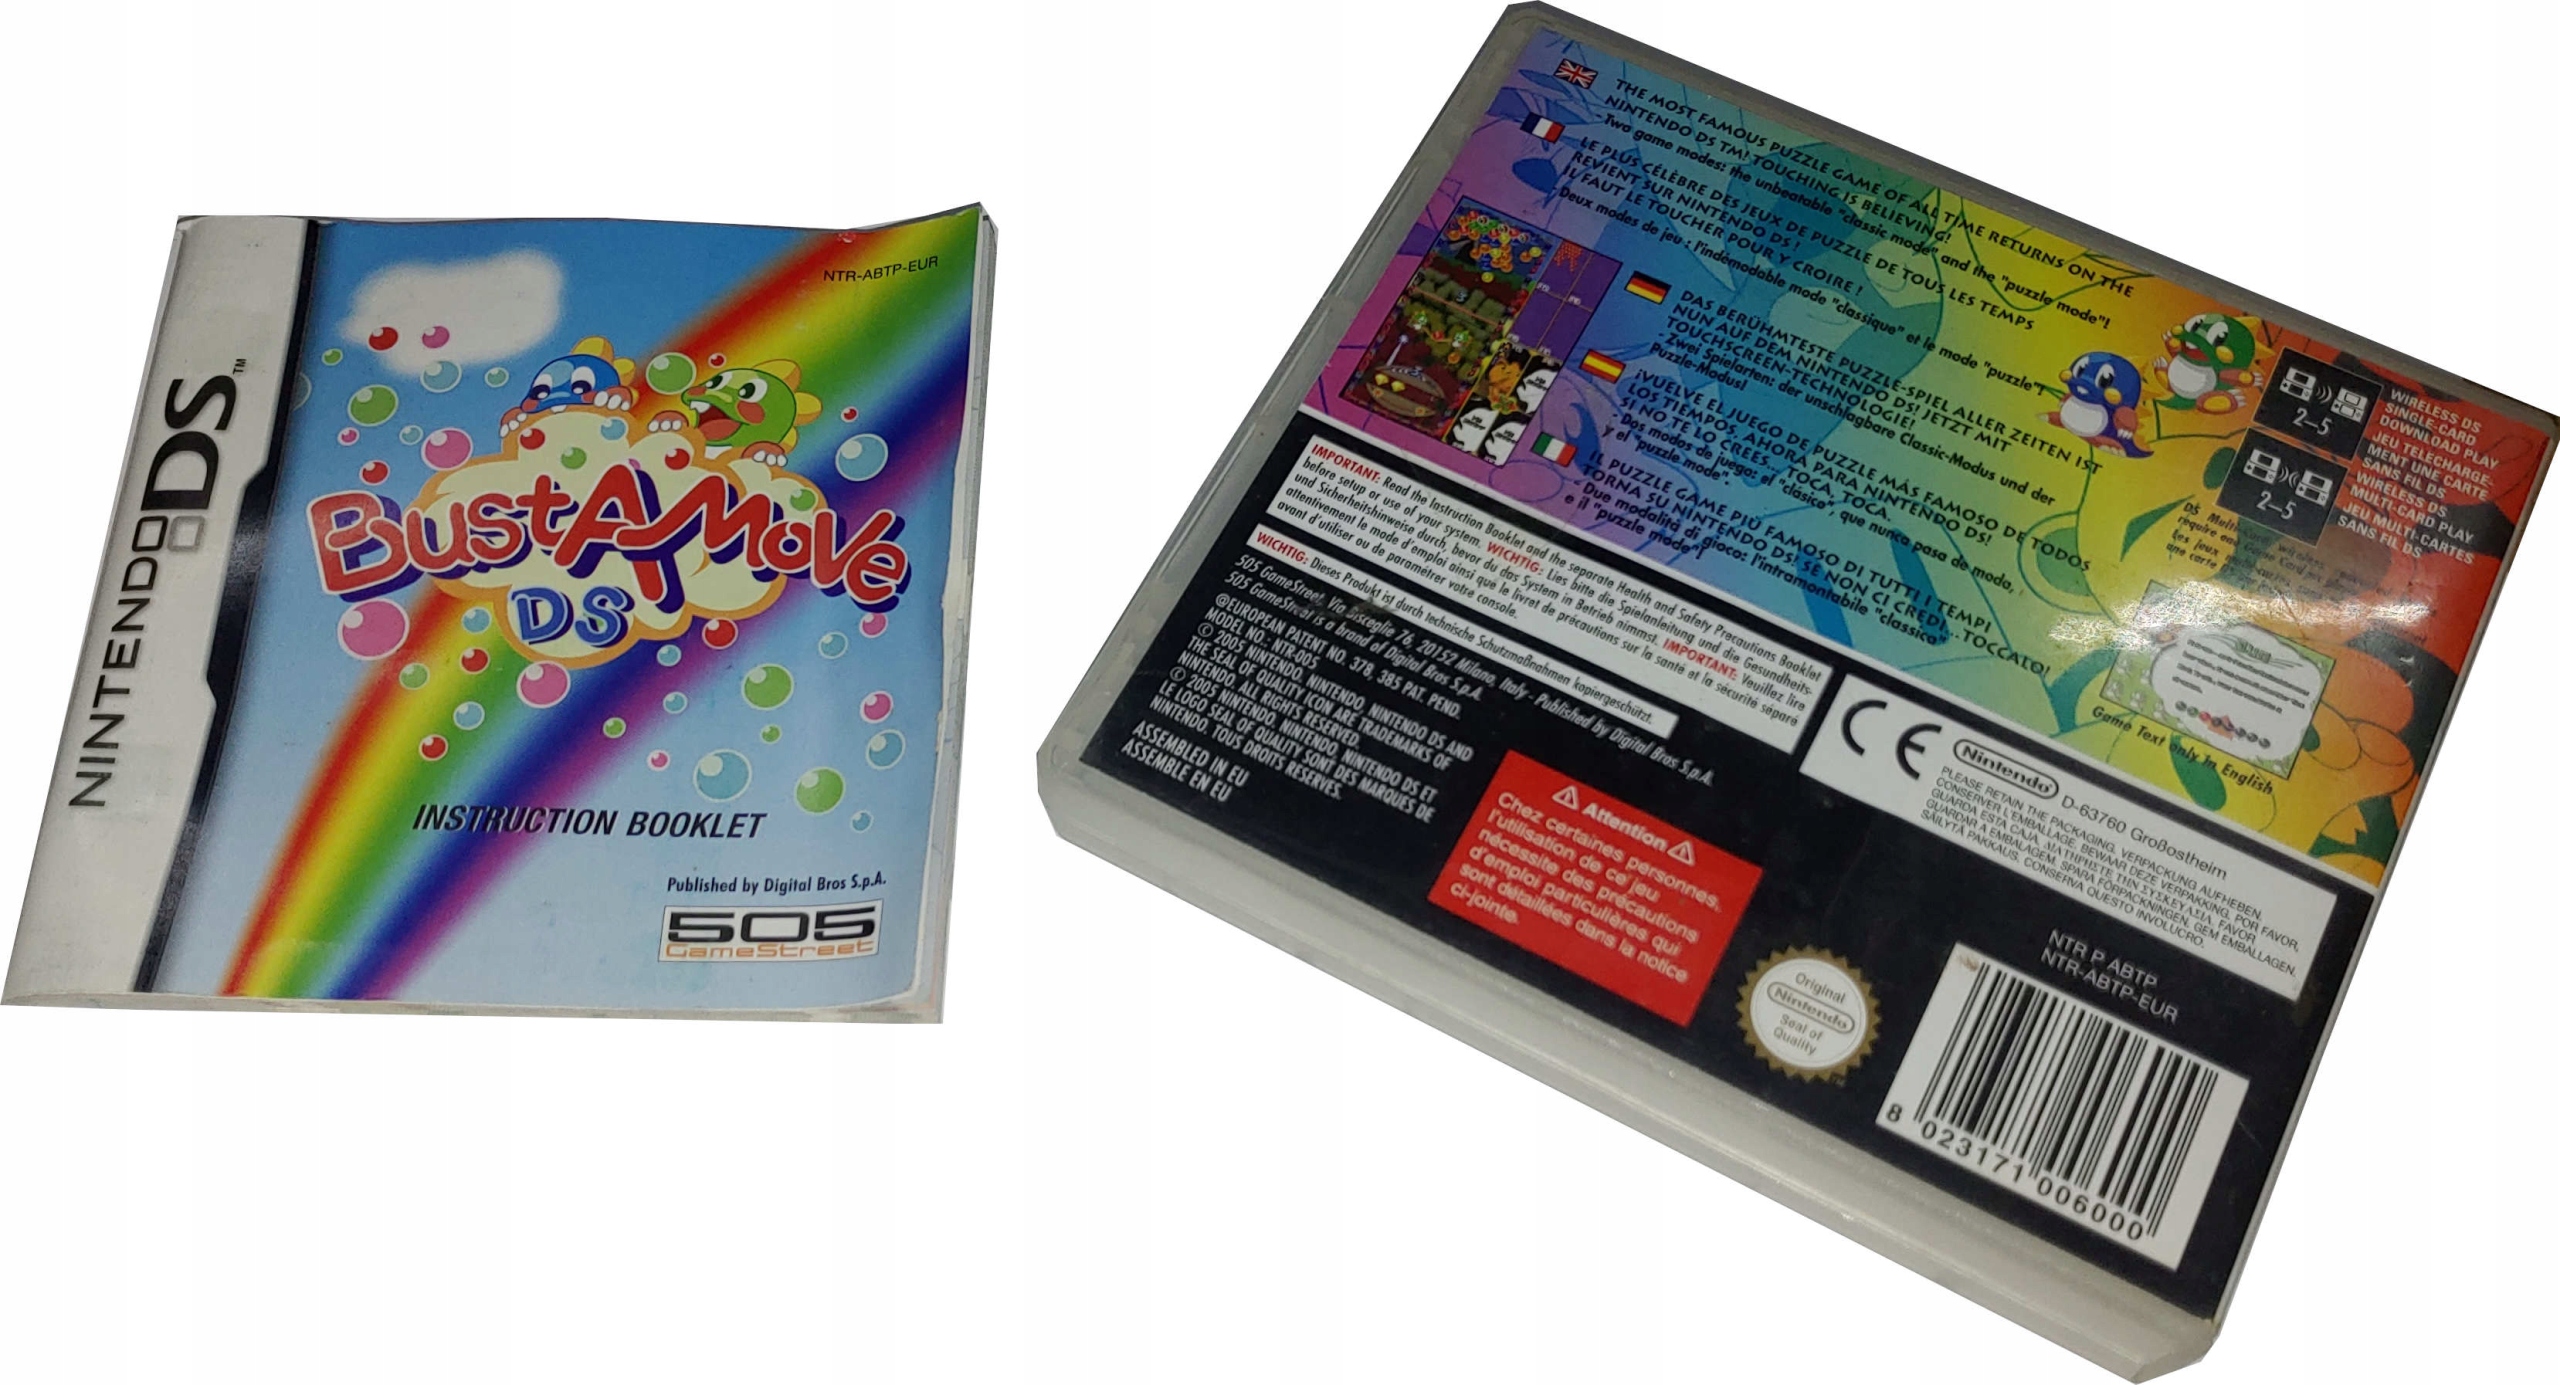 NINTENDO DS™
NTR-ABTP-EUR
BUST A MOVE
DS
INSTRUCTION BOOKLET
Published by Digital Bros S.p.A.
505
GameStreet
THE MOST FAMOUS PUZZLE GAME OF ALL TIME RETURNS ON THE
NINTENDO DS TM! TOUCHING IS BELIEVING!
- Two game modes: the unbeatable "classic mode" and the "puzzle mode"!
LE PLUS CÉLÈBRE DES JEUX DE PUZZLE DE TOUS LES TEMPS
REVIENT SUR NINTENDO DS !
IL FAUT LE TOUCHER POUR Y CROIRE !
- Deux modes de jeu : l'indémodable mode "classique" et le mode "puzzle"!
DAS BERÜHMTESTE PUZZLE-SPIEL ALLER ZEITEN IST
NUN AUF DEM NINTENDO DS! JETZT MIT
TOUCHSCREEN-TECHNOLOGIE!
- Zwei Spielarten: der unschlagbare Classic-Modus und der
Puzzle-Modus!
¡VUELVE EL JUEGO DE PUZZLE MÁS FAMOSO DE TODOS
LOS TIEMPOS, AHORA PARA NINTENDO DS!
SI NO TE LO CREES... TOCA, TOCA.
- Dos modos de juego: el "clásico", que nunca pasa de moda,
y el "puzzle mode".
IL PUZZLE GAME PIÙ FAMOSO DI TUTTI I TEMPI
TORNA SU NINTENDO DS! SE NON CI CREDI...TOCCALO!
- Due modalità di gioco: l'intramontabile "classico"
e il "puzzle mode"!
2-5
WIRELESS DS
SINGLE-CARD
DOWNLOAD PLAY
JEU TÉLÉCHARGE-
MENT UNE CARTE
SANS FIL DS
2-5
WIRELESS DS
MULTI-CARD PLAY
JEU MULTI-CARTES
SANS FIL DS
Game Text only in English
IMPORTANT: Read the Instruction Booklet and the separate Health and Safety Precautions Booklet
before setup or use of your system. WICHTIG: Lies bitte die Spielanleitung und die Gesundheits-
und Sicherheitshinweise durch, bevor du das System in Betrieb nimmst. IMPORTANT: Veuillez lire
attentivement le mode d'emploi ainsi que le livret de précautions sur la santé et la sécurité séparé
avant d'utiliser ou de paramétrer votre console.
WICHTIG: Dieses Produkt ist durch technische Schutzmaßnahmen kopiergeschützt.
505 GameStreet, Via Bisceglie 76, 20152 Milano, Italy - Published by Digital Bros S.p.A.
505 GameStreet is a brand of Digital Bros S.p.A.
@EUROPEAN PATENT NO. 378, 385 PAT. PEND.
MODEL NO.: NTR-005
© 2005 NINTENDO. NINTENDO, NINTENDO DS AND
THE SEAL OF QUALITY ICON ARE TRADEMARKS OF
NINTENDO. ALL RIGHTS RESERVED.
© 2005 NINTENDO. NINTENDO, NINTENDO DS ET
LE LOGO SEAL OF QUALITY SONT DES MARQUES DE
NINTENDO. TOUS DROITS RÉSERVÉS.
ASSEMBLED IN EU
ASSEMBLÉ EN EU
⚠ Attention ⚠
Chez certaines personnes,
l'utilisation de ce jeu
nécessite des précautions
d'emploi particulières qui
sont détaillées dans la notice
ci-jointe.
CE
Nintendo
D-63760 Großostheim
PLEASE RETAIN THE PACKAGING. VERPACKUNG AUFHEBEN.
CONSERVER L'EMBALLAGE. BEWAAR DEZE VERPAKKING. POR FAVOR,
GUARDA ESTA CAJA. ΔΙΑΤΗΡΗΣΤΕ ΤΗΝ ΣΥΣΚΕΥΑΣΙΑ. FAVOR
GUARDAR A EMBALAGEM. SPARA FÖRPACKNINGEN. GEM EMBALLAGEN.
SÄILYTÄ PAKKAUS. CONSERVA QUESTO INVOLUCRO.
Original
Nintendo
Seal of
Quality
TM
NTR P ABTP
NTR-ABTP-EUR
8 023171 006000